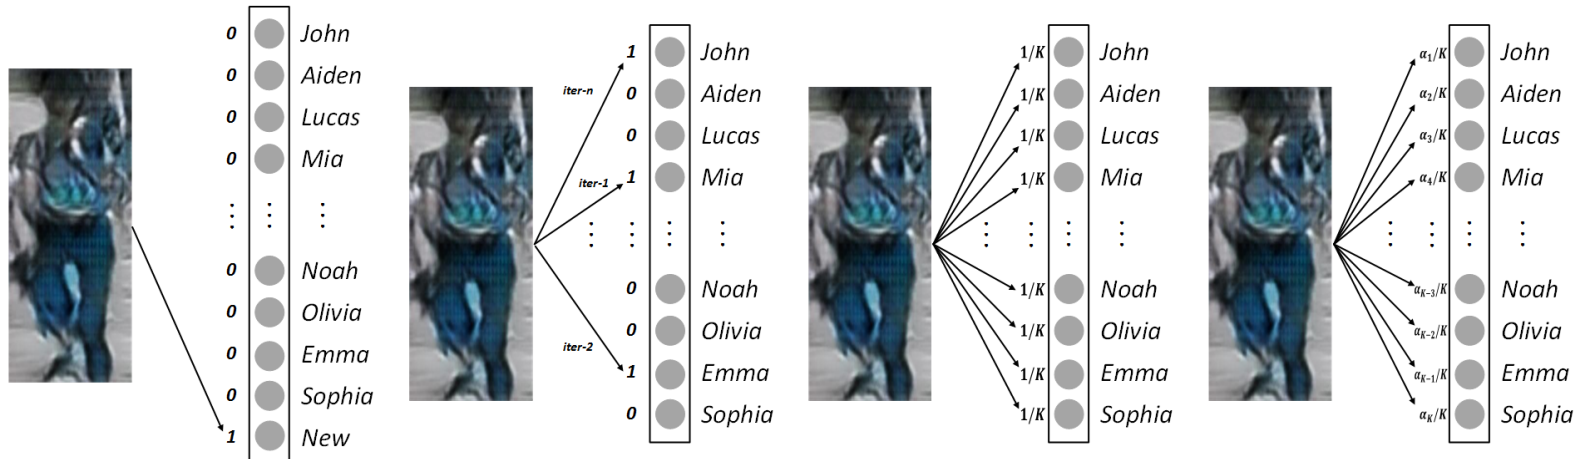 0 John
0 Aiden
0 Lucas
0 Mia
⋮ ⋮ ⋮
0 Noah
0 Olivia
0 Emma
0 Sophia
1 New
1 John
iter-n
0 Aiden
0 Lucas
iter-1
1 Mia
⋮ ⋮ ⋮ ⋮
0 Noah
0 Olivia
iter-2
1 Emma
0 Sophia
1/K John
1/K Aiden
1/K Lucas
1/K Mia
⋮ ⋮ ⋮ ⋮
1/K Noah
1/K Olivia
1/K Emma
1/K Sophia
α₁/K John
α₂/K Aiden
α₃/K Lucas
α₄/K Mia
⋮ ⋮ ⋮ ⋮
αK−3/K Noah
αK−2/K Olivia
αK−1/K Emma
αK/K Sophia